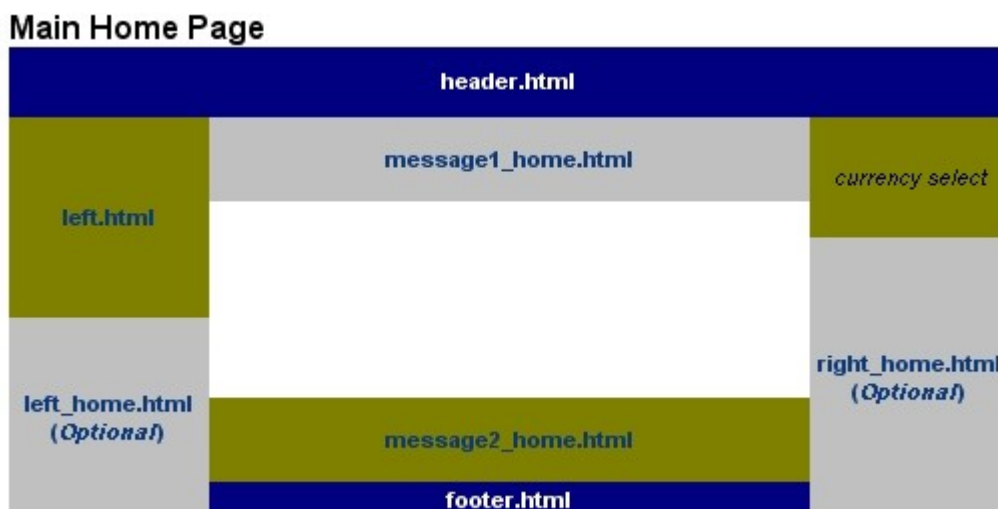 Main Home Page
header.html
message1_home.html
currency select
left.html
right_home.html
(Optional)
left_home.html
(Optional)
message2_home.html
footer.html